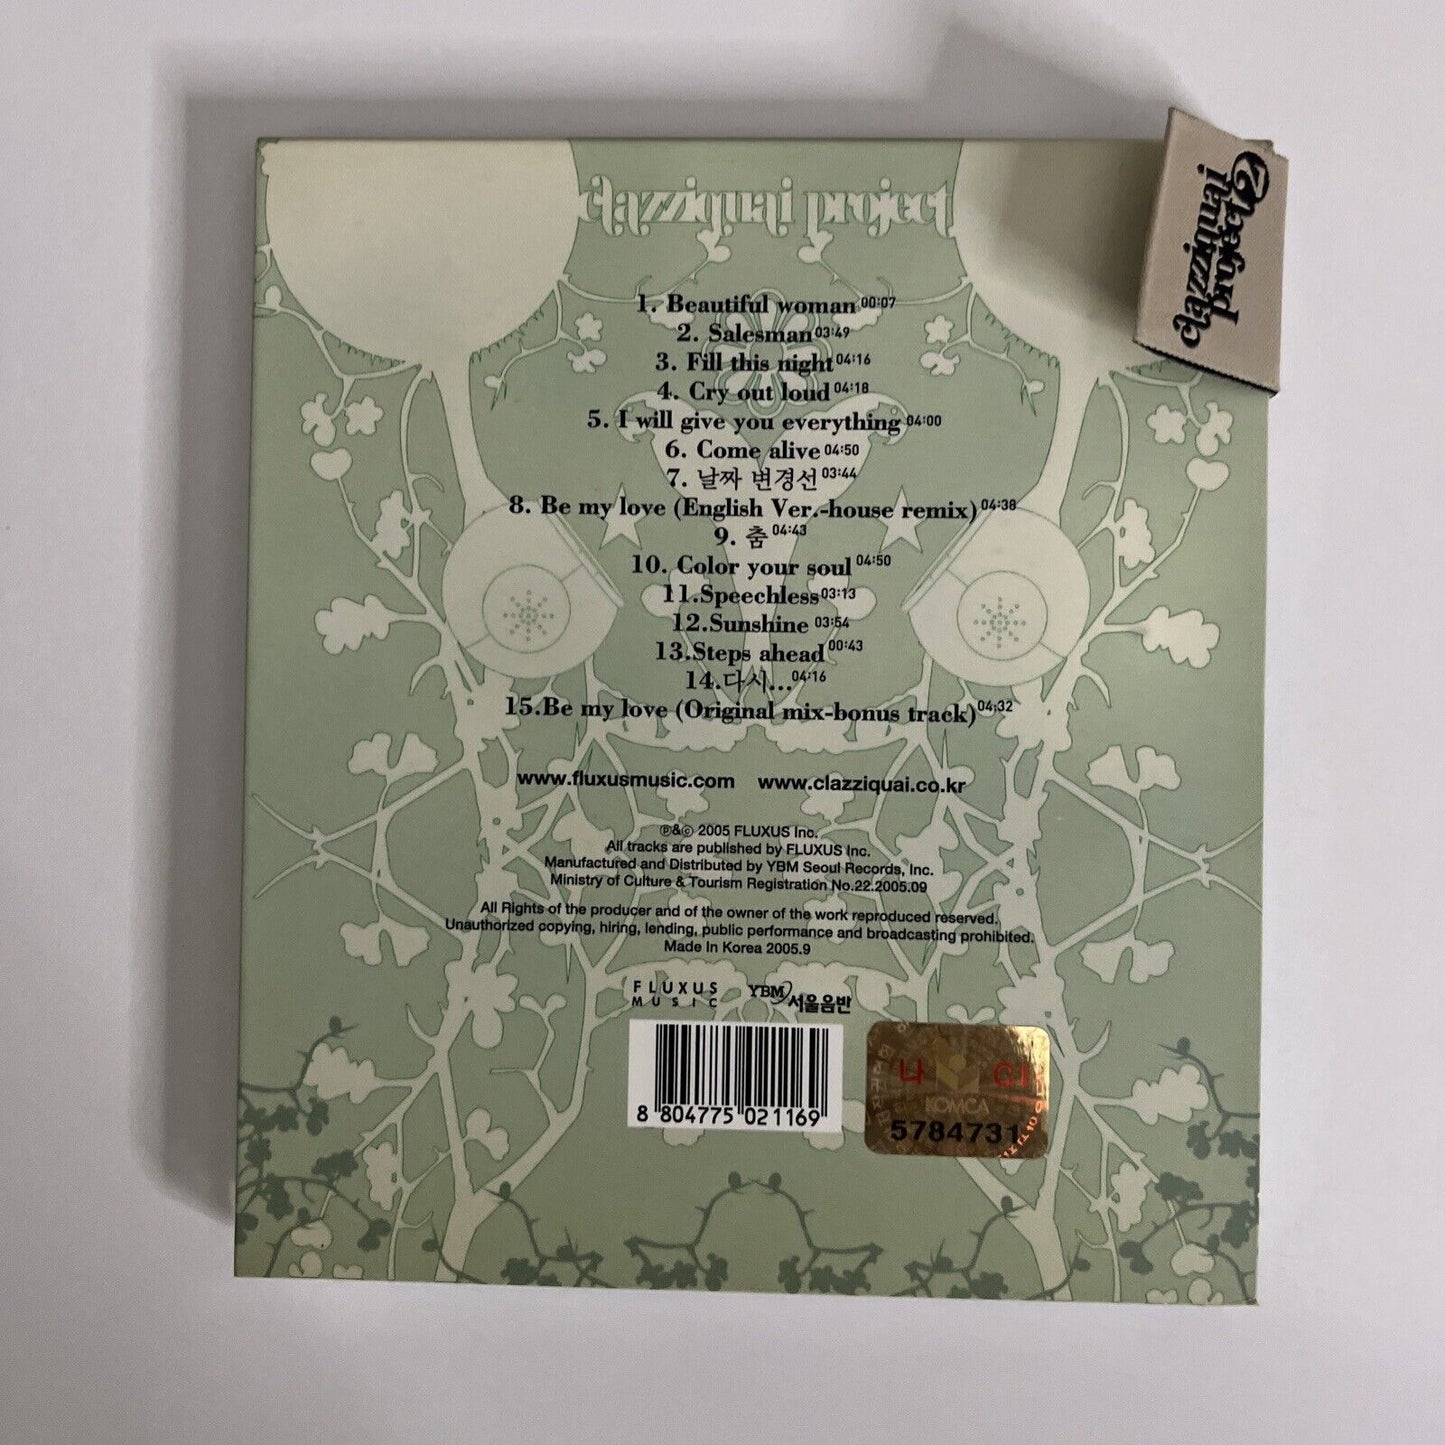 clazziquai project
clazziquai
project 2
1. Beautiful woman 00:07
2. Salesman 03:49
3. Fill this night 04:16
4. Cry out loud 04:18
5. I will give you everything 04:00
6. Come alive 04:50
7. 날짜 변경선 03:44
8. Be my love (English Ver.-house remix) 04:38
9. 춤 04:43
10. Color your soul 04:50
11.Speechless 03:13
12.Sunshine 03:54
13.Steps ahead 00:43
14.다시... 04:16
15.Be my love (Original mix-bonus track) 04:32
www.fluxusmusic.com www.clazziquai.co.kr
℗&© 2005 FLUXUS Inc.
All tracks are published by FLUXUS Inc.
Manufactured and Distributed by YBM Seoul Records, Inc.
Ministry of Culture & Tourism Registration No.22.2005.09
All Rights of the producer and of the owner of the work reproduced reserved.
Unauthorized copying, hiring, lending, public performance and broadcasting prohibited.
Made In Korea 2005.9
FLUXUS
MUSIC
YBM 서울음반
8 804775 021169
나
KOMCA
5784731